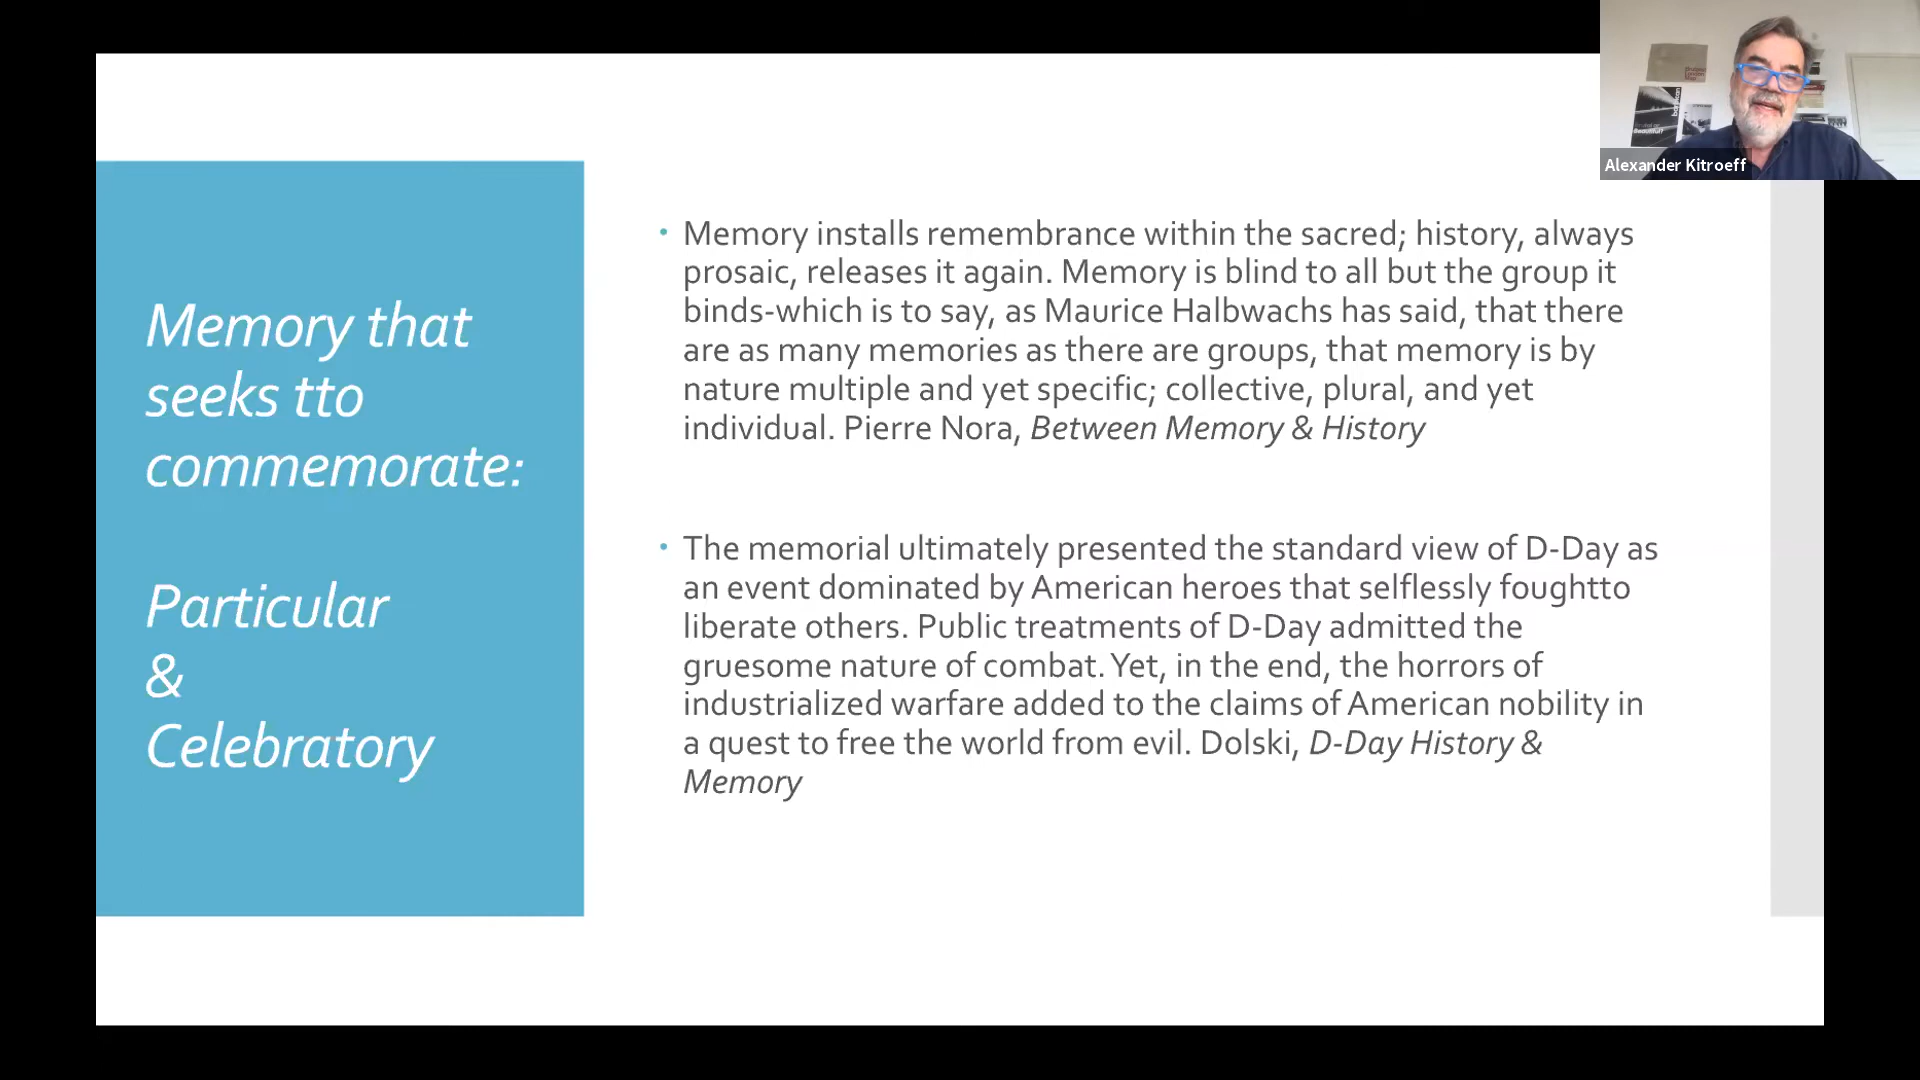 Memory that
seeks tto
commemorate:
Particular
&
Celebratory
• Memory installs remembrance within the sacred; history, always
prosaic, releases it again. Memory is blind to all but the group it
binds-which is to say, as Maurice Halbwachs has said, that there
are as many memories as there are groups, that memory is by
nature multiple and yet specific; collective, plural, and yet
individual. Pierre Nora, Between Memory & History
• The memorial ultimately presented the standard view of D-Day as
an event dominated by American heroes that selflessly foughtto
liberate others. Public treatments of D-Day admitted the
gruesome nature of combat. Yet, in the end, the horrors of
industrialized warfare added to the claims of American nobility in
a quest to free the world from evil. Dolski, D-Day History &
Memory
Alexander Kitroeff